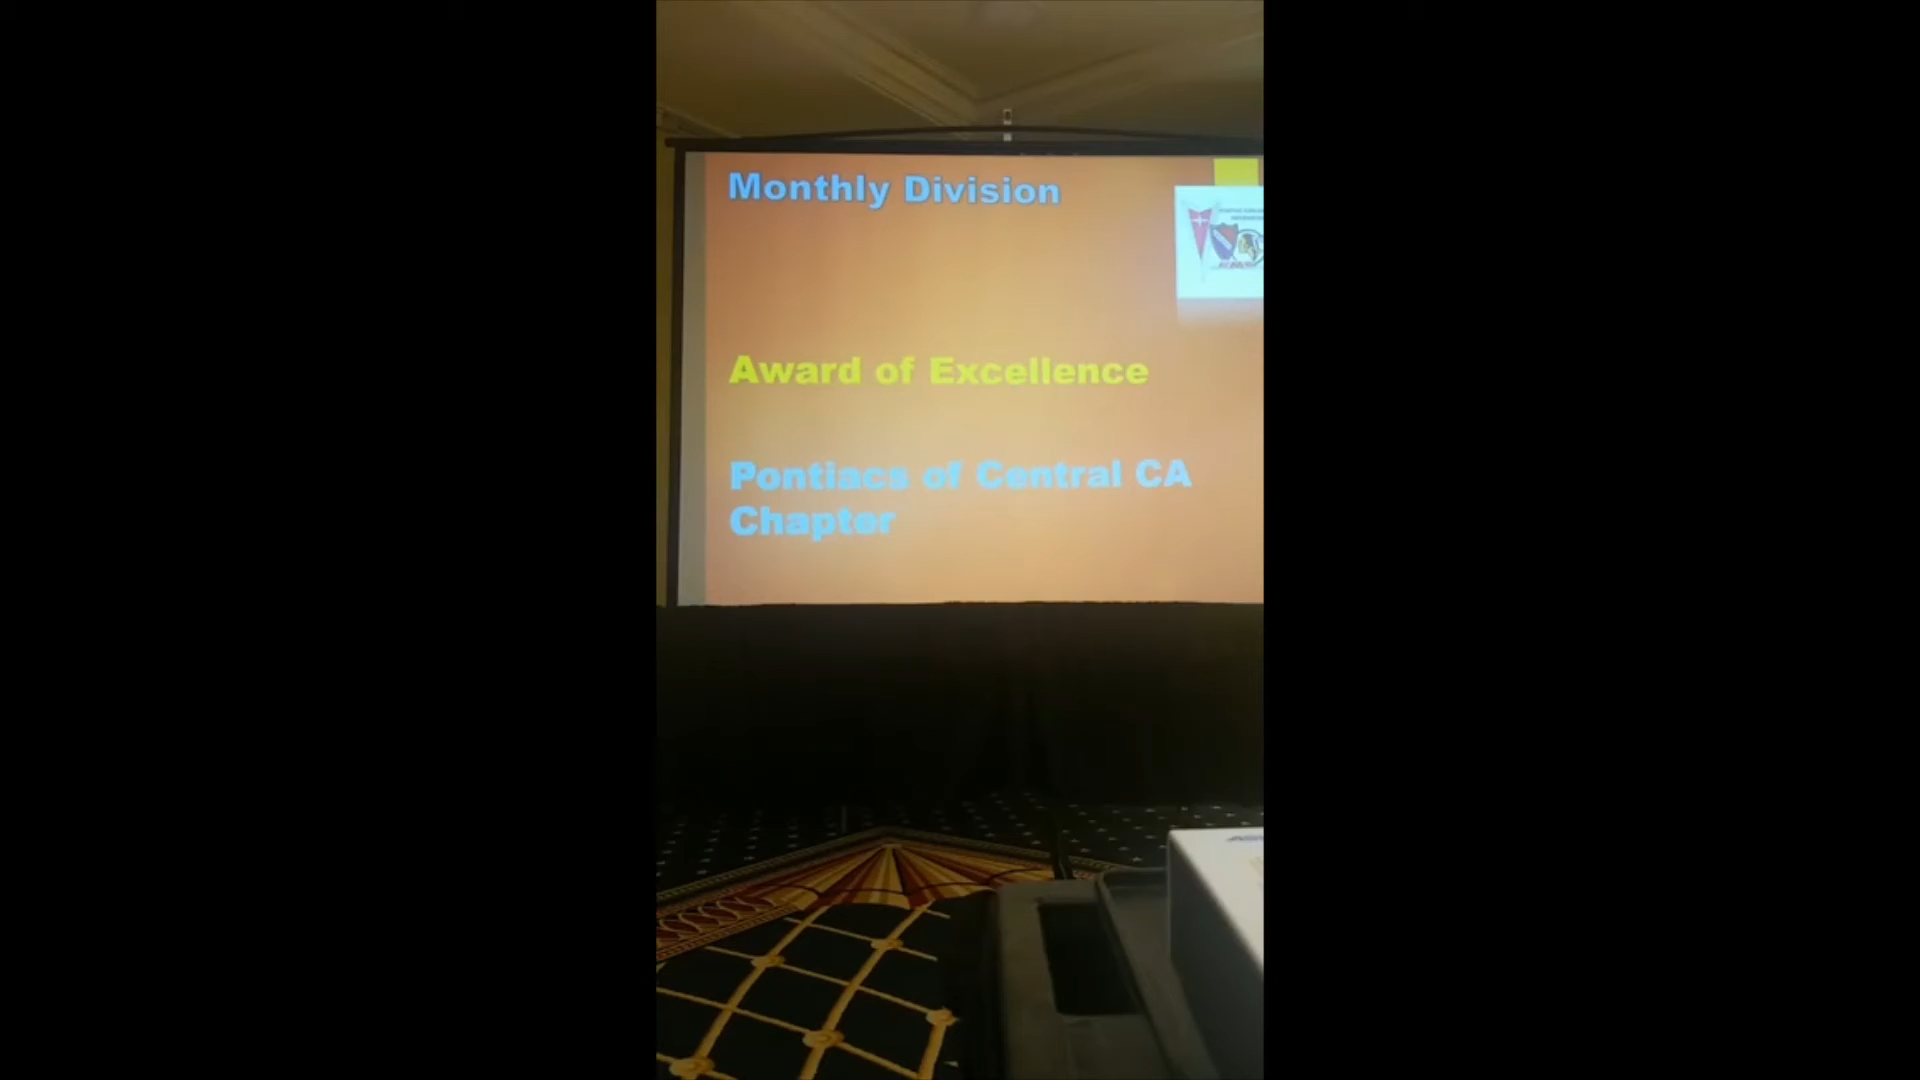 Monthly Division
Award of Excellence
Pontiacs of Central CA
Chapter